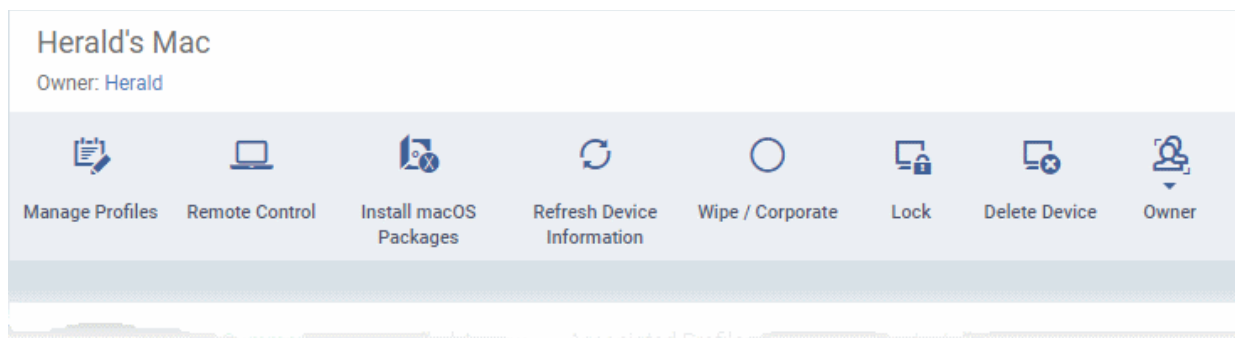 Herald's Mac
Owner: Herald
Manage Profiles
Remote Control
Install macOS
Packages
Refresh Device
Information
Wipe / Corporate
Lock
Delete Device
Owner